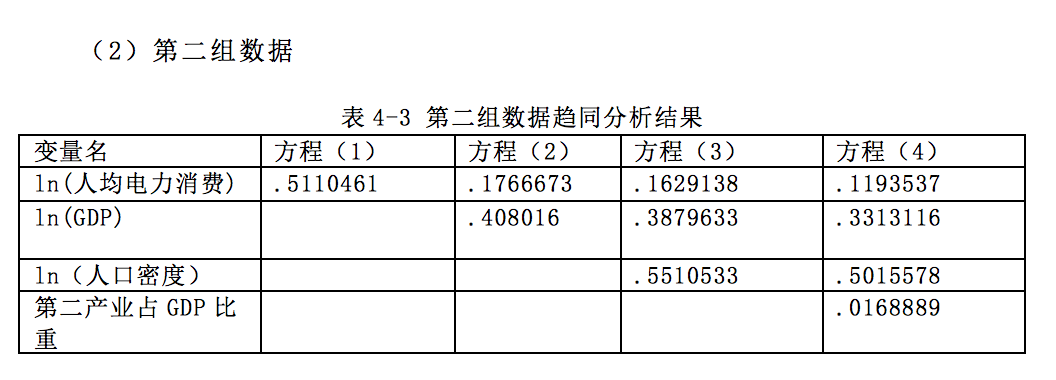 （2）第二组数据
表 4-3 第二组数据趋同分析结果
变量名 方程（1） 方程（2） 方程（3） 方程（4）
ln(人均电力消费) .5110461 .1766673 .1629138 .1193537
ln(GDP) .408016 .3879633 .3313116
ln（人口密度） .5510533 .5015578
第二产业占 GDP 比 .0168889
重